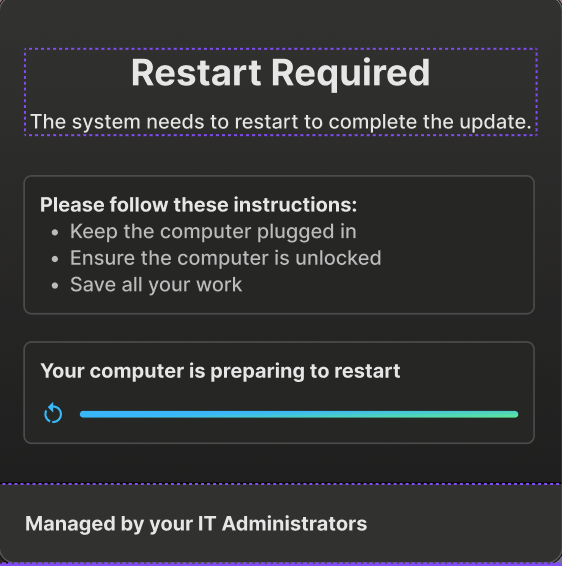 Restart Required
The system needs to restart to complete the update.
Please follow these instructions:
• Keep the computer plugged in
• Ensure the computer is unlocked
• Save all your work
Your computer is preparing to restart
Managed by your IT Administrators